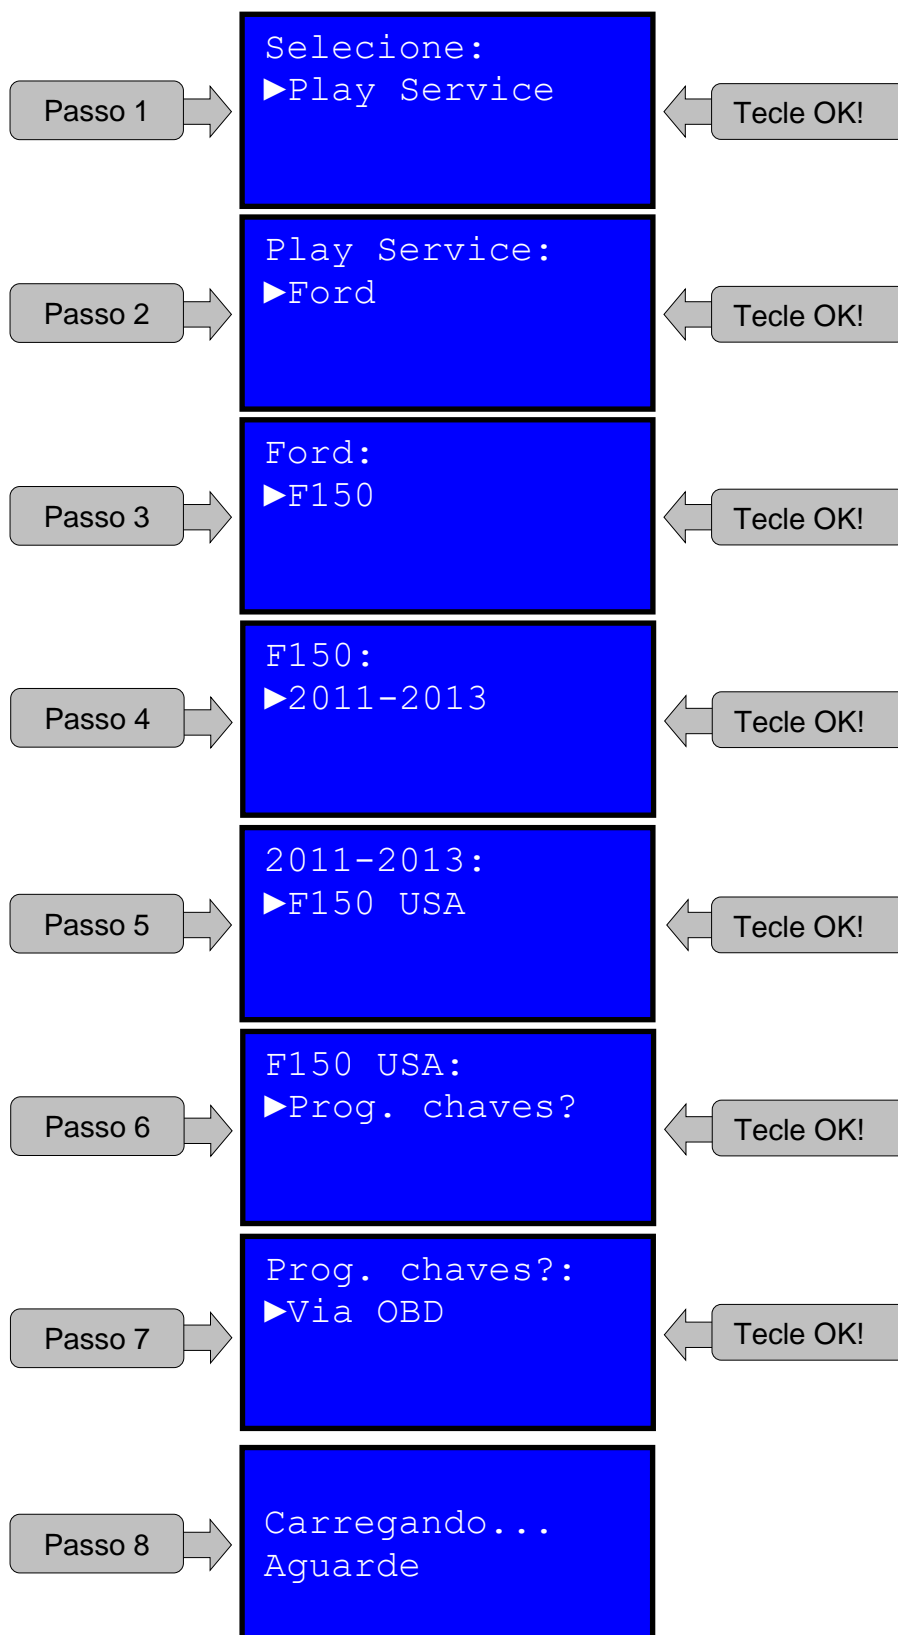 Selecione:
Passo 1
►Play Service
Tecle OK!
Play Service:
Passo 2
►Ford
Tecle OK!
Ford:
Passo 3
►F150
Tecle OK!
F150:
Passo 4
►2011-2013
Tecle OK!
2011-2013:
Passo 5
►F150 USA
Tecle OK!
F150 USA:
Passo 6
►Prog. chaves?
Tecle OK!
Prog. chaves?:
Passo 7
►Via OBD
Tecle OK!
Passo 8
Carregando...
Aguarde